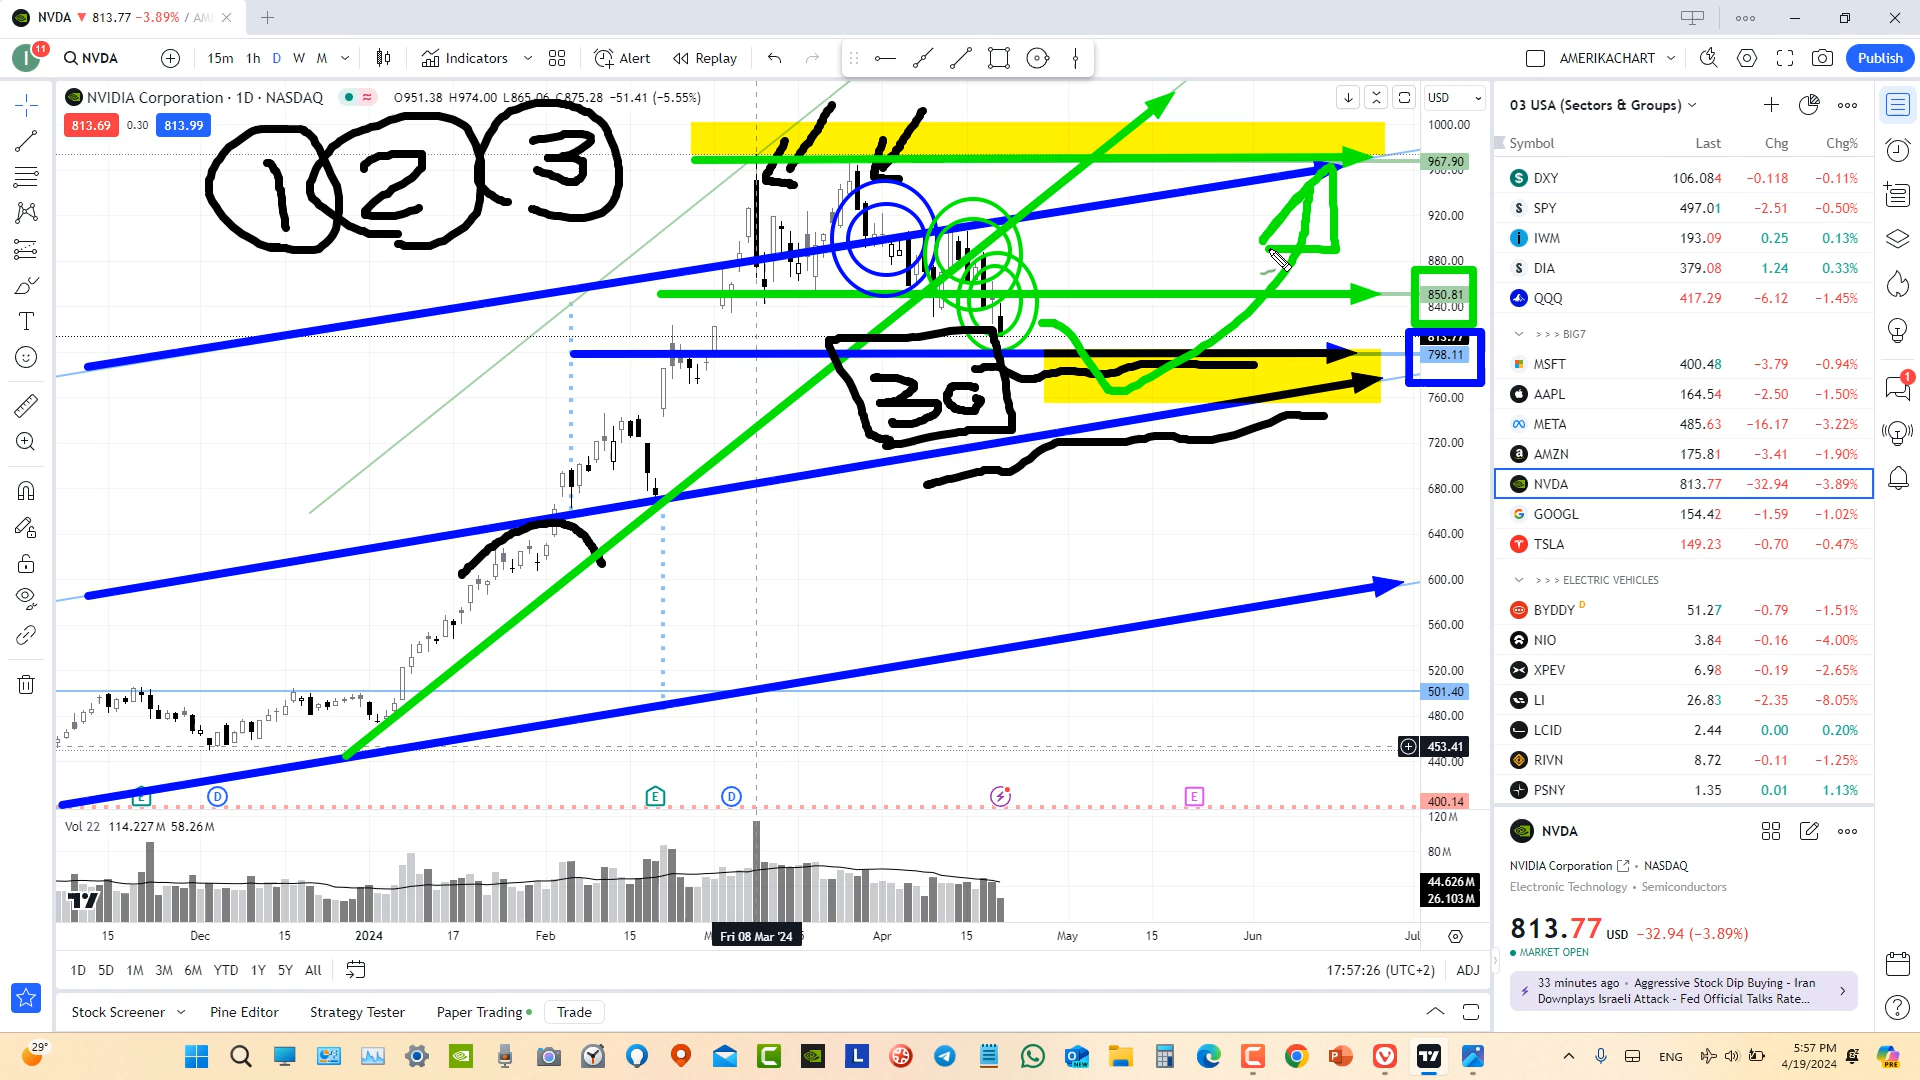 NVDA ▼ 813.77 −3.89% / AM
11
NVDA 15m 1h D W M Indicators Alert Replay AMERIKACHART Publish
NVIDIA Corporation · 1D · NASDAQ O951.38 H974.00 L865.06 C875.28 −51.41 (−5.55%)
813.69 0.30 813.99
USD
1 2 3
30
1000.00
967.90
960.00
920.00
880.00
850.81
840.00
813.77
798.11
760.00
720.00
680.00
640.00
600.00
560.00
520.00
501.40
480.00
453.41
440.00
400.14
E D E D E
Vol 22 114.227M 58.26M
120M
80M
44.626M
26.103M
15 Dec 15 2024 17 Feb 15 M Fri 08 Mar '24 Apr 15 May 15 Jun Jul
1D 5D 1M 3M 6M YTD 1Y 5Y All 17:57:26 (UTC+2) ADJ
Stock Screener Pine Editor Strategy Tester Paper Trading Trade
03 USA (Sectors & Groups)
Symbol Last Chg Chg%
DXY 106.084 −0.118 −0.11%
SPY 497.01 −2.51 −0.50%
IWM 193.09 0.25 0.13%
DIA 379.08 1.24 0.33%
QQQ 417.29 −6.12 −1.45%
> > > BIG7
MSFT 400.48 −3.79 −0.94%
AAPL 164.54 −2.50 −1.50%
META 485.63 −16.17 −3.22%
AMZN 175.81 −3.41 −1.90%
NVDA 813.77 −32.94 −3.89%
GOOGL 154.42 −1.59 −1.02%
TSLA 149.23 −0.70 −0.47%
> > > ELECTRIC VEHICLES
BYDDY D 51.27 −0.79 −1.51%
NIO 3.84 −0.16 −4.00%
XPEV 6.98 −0.19 −2.65%
LI 26.83 −2.35 −8.05%
LCID 2.44 0.00 0.20%
RIVN 8.72 −0.11 −1.25%
PSNY 1.35 0.01 1.13%
NVDA
NVIDIA Corporation • NASDAQ
Electronic Technology • Semiconductors
813.77 USD −32.94 (−3.89%)
MARKET OPEN
33 minutes ago • Aggressive Stock Dip Buying - Iran
Downplays Israeli Attack - Fed Official Talks Rate...
1
29°
ENG
5:57 PM
4/19/2024
PRE